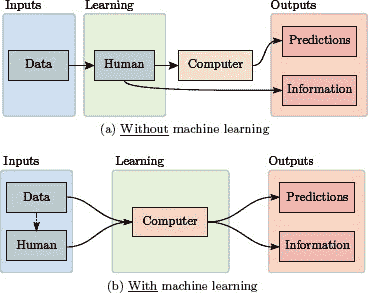 Inputs Learning Outputs
Predictions
Data Human Computer
Information
(a) Without machine learning
Inputs Learning Outputs
Data Predictions
Computer
Human Information
(b) With machine learning